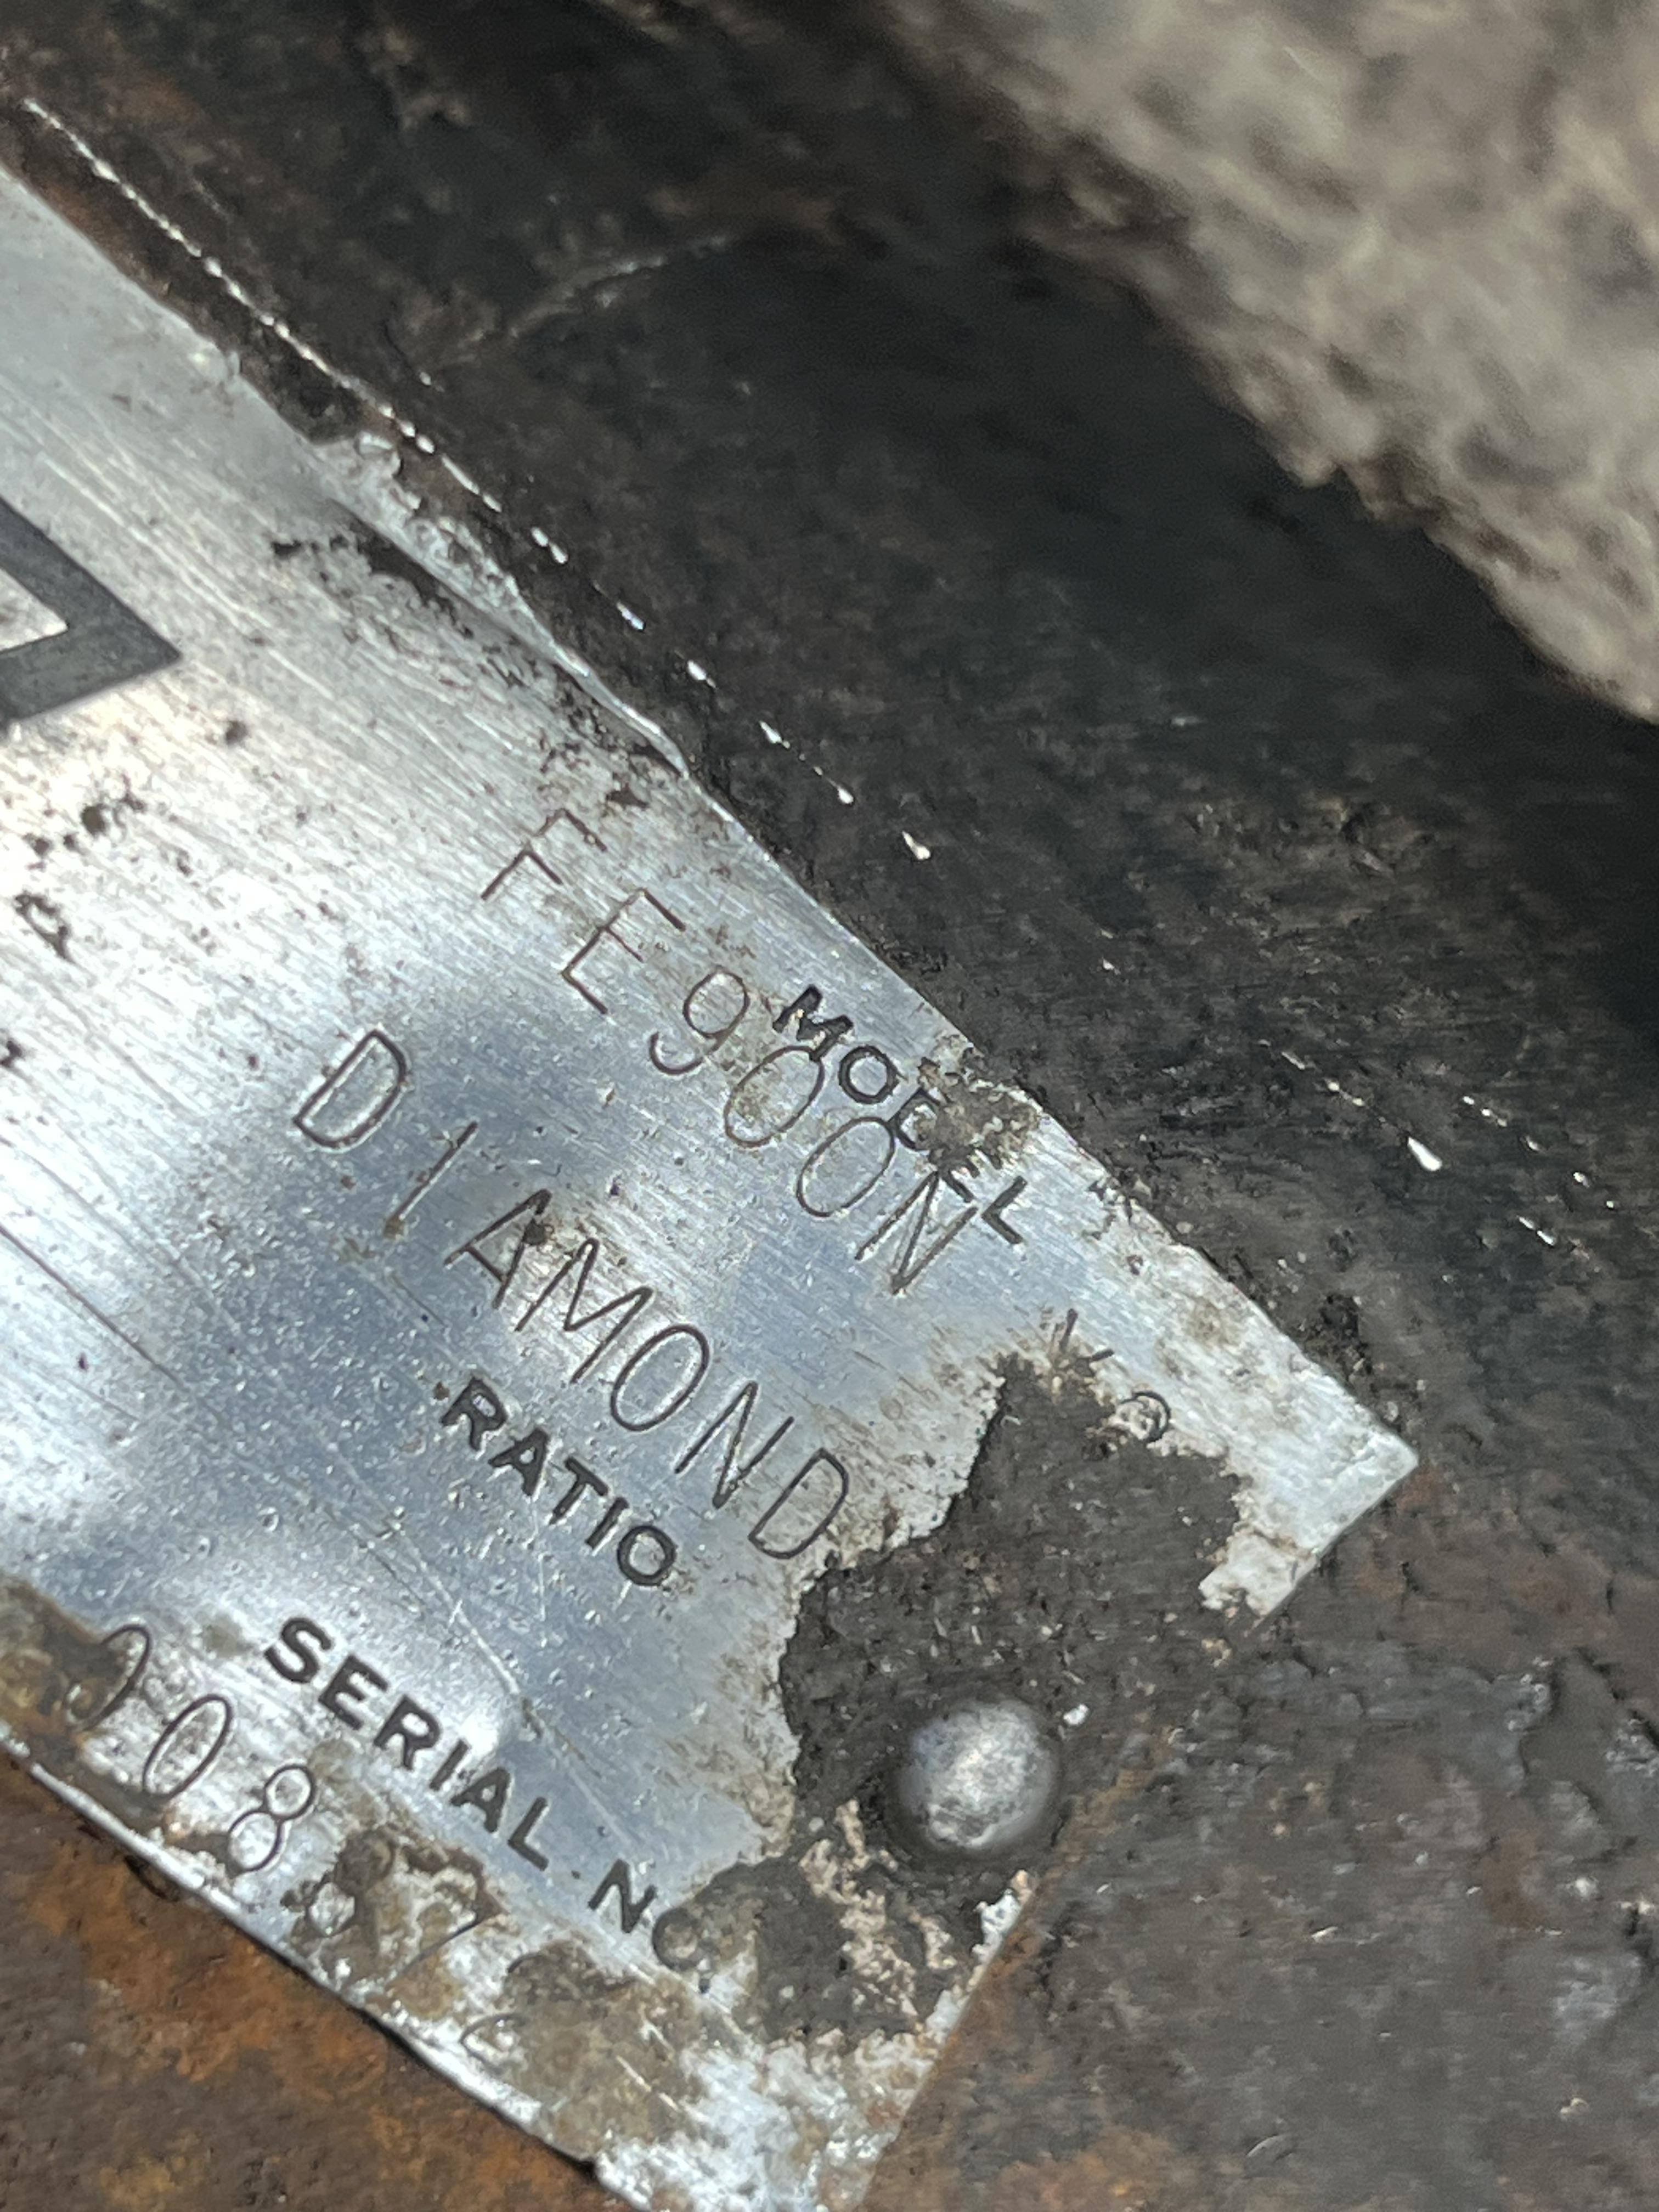 MODEL
FE900N
DIAMOND
RATIO
SERIAL NO.